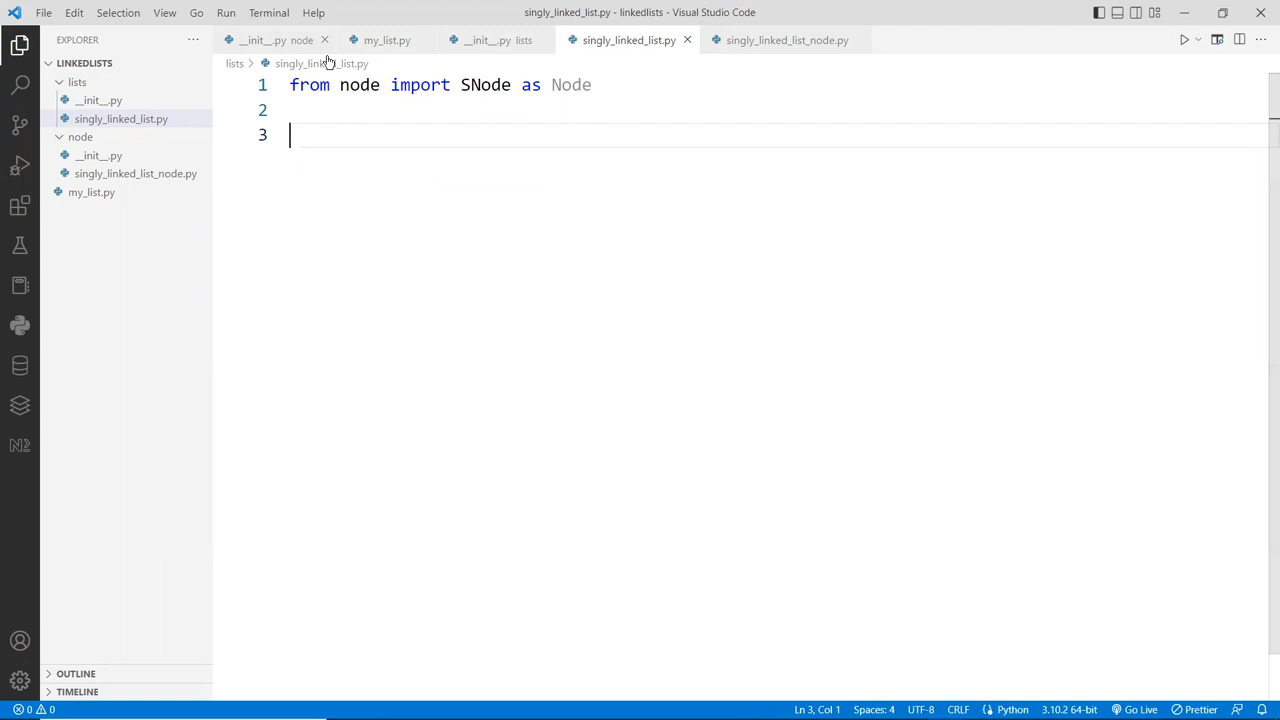 File Edit Selection View Go Run Terminal Help
singly_linked_list.py - linkedlists - Visual Studio Code
EXPLORER
__init__.py node
my_list.py
__init__.py lists
singly_linked_list.py
singly_linked_list_node.py
LINKEDLISTS
lists
__init__.py
singly_linked_list.py
node
__init__.py
singly_linked_list_node.py
my_list.py
OUTLINE
TIMELINE
lists > singly_linked_list.py
1 from node import SNode as Node
2
3
0 0
Ln 3, Col 1
Spaces: 4
UTF-8
CRLF
Python
3.10.2 64-bit
Go Live
Prettier